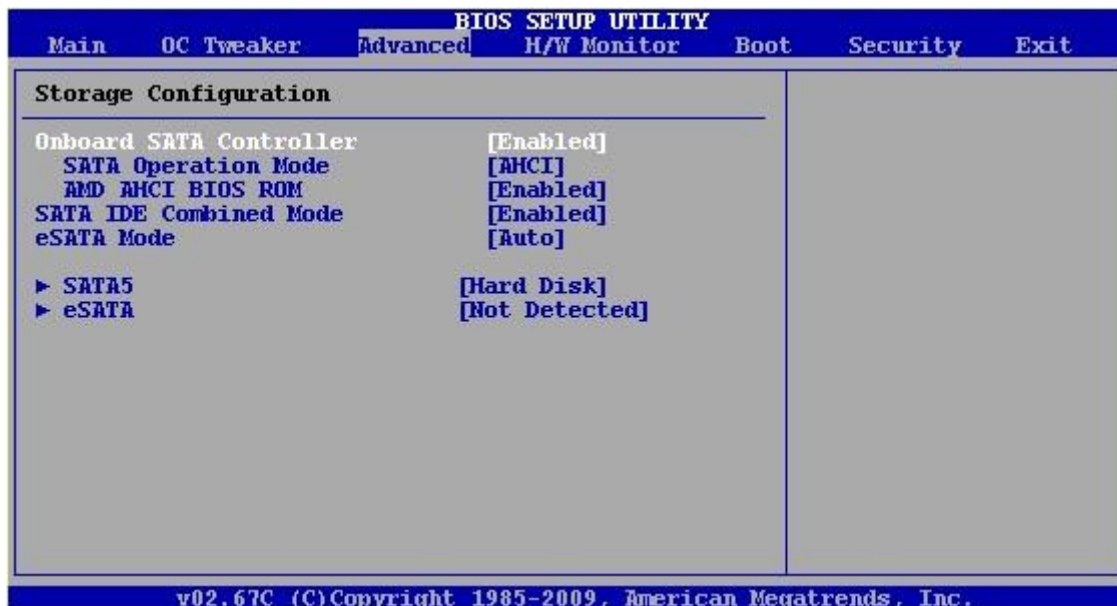 BIOS SETUP UTILITY
Main OC Tweaker Advanced H/W Monitor Boot Security Exit
Storage Configuration
Onboard SATA Controller [Enabled]
SATA Operation Mode [AHCI]
AMD AHCI BIOS ROM [Enabled]
SATA IDE Combined Mode [Enabled]
eSATA Mode [Auto]
► SATA5 [Hard Disk]
► eSATA [Not Detected]
v02.67C (C)Copyright 1985-2009, American Megatrends, Inc.